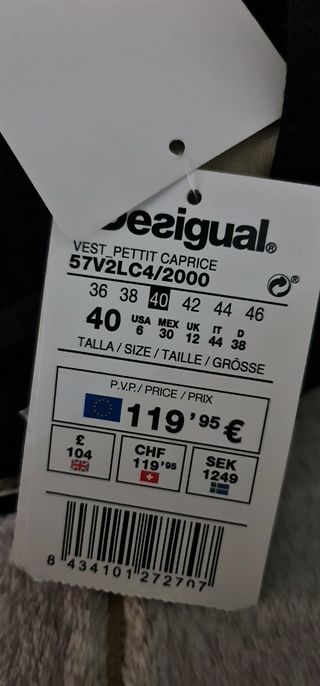 Desigual®
VEST_PETTIT CAPRICE
57V2LC4/2000
36 38 40 42 44 46
40 USA 6 MEX 30 UK 12 IT 44 D 38
TALLA / SIZE / TAILLE / GRÖSSE
P.V.P./ PRICE / PRIX
119'95 €
£ 104
CHF 119'95
SEK 1249
8 434101 272707